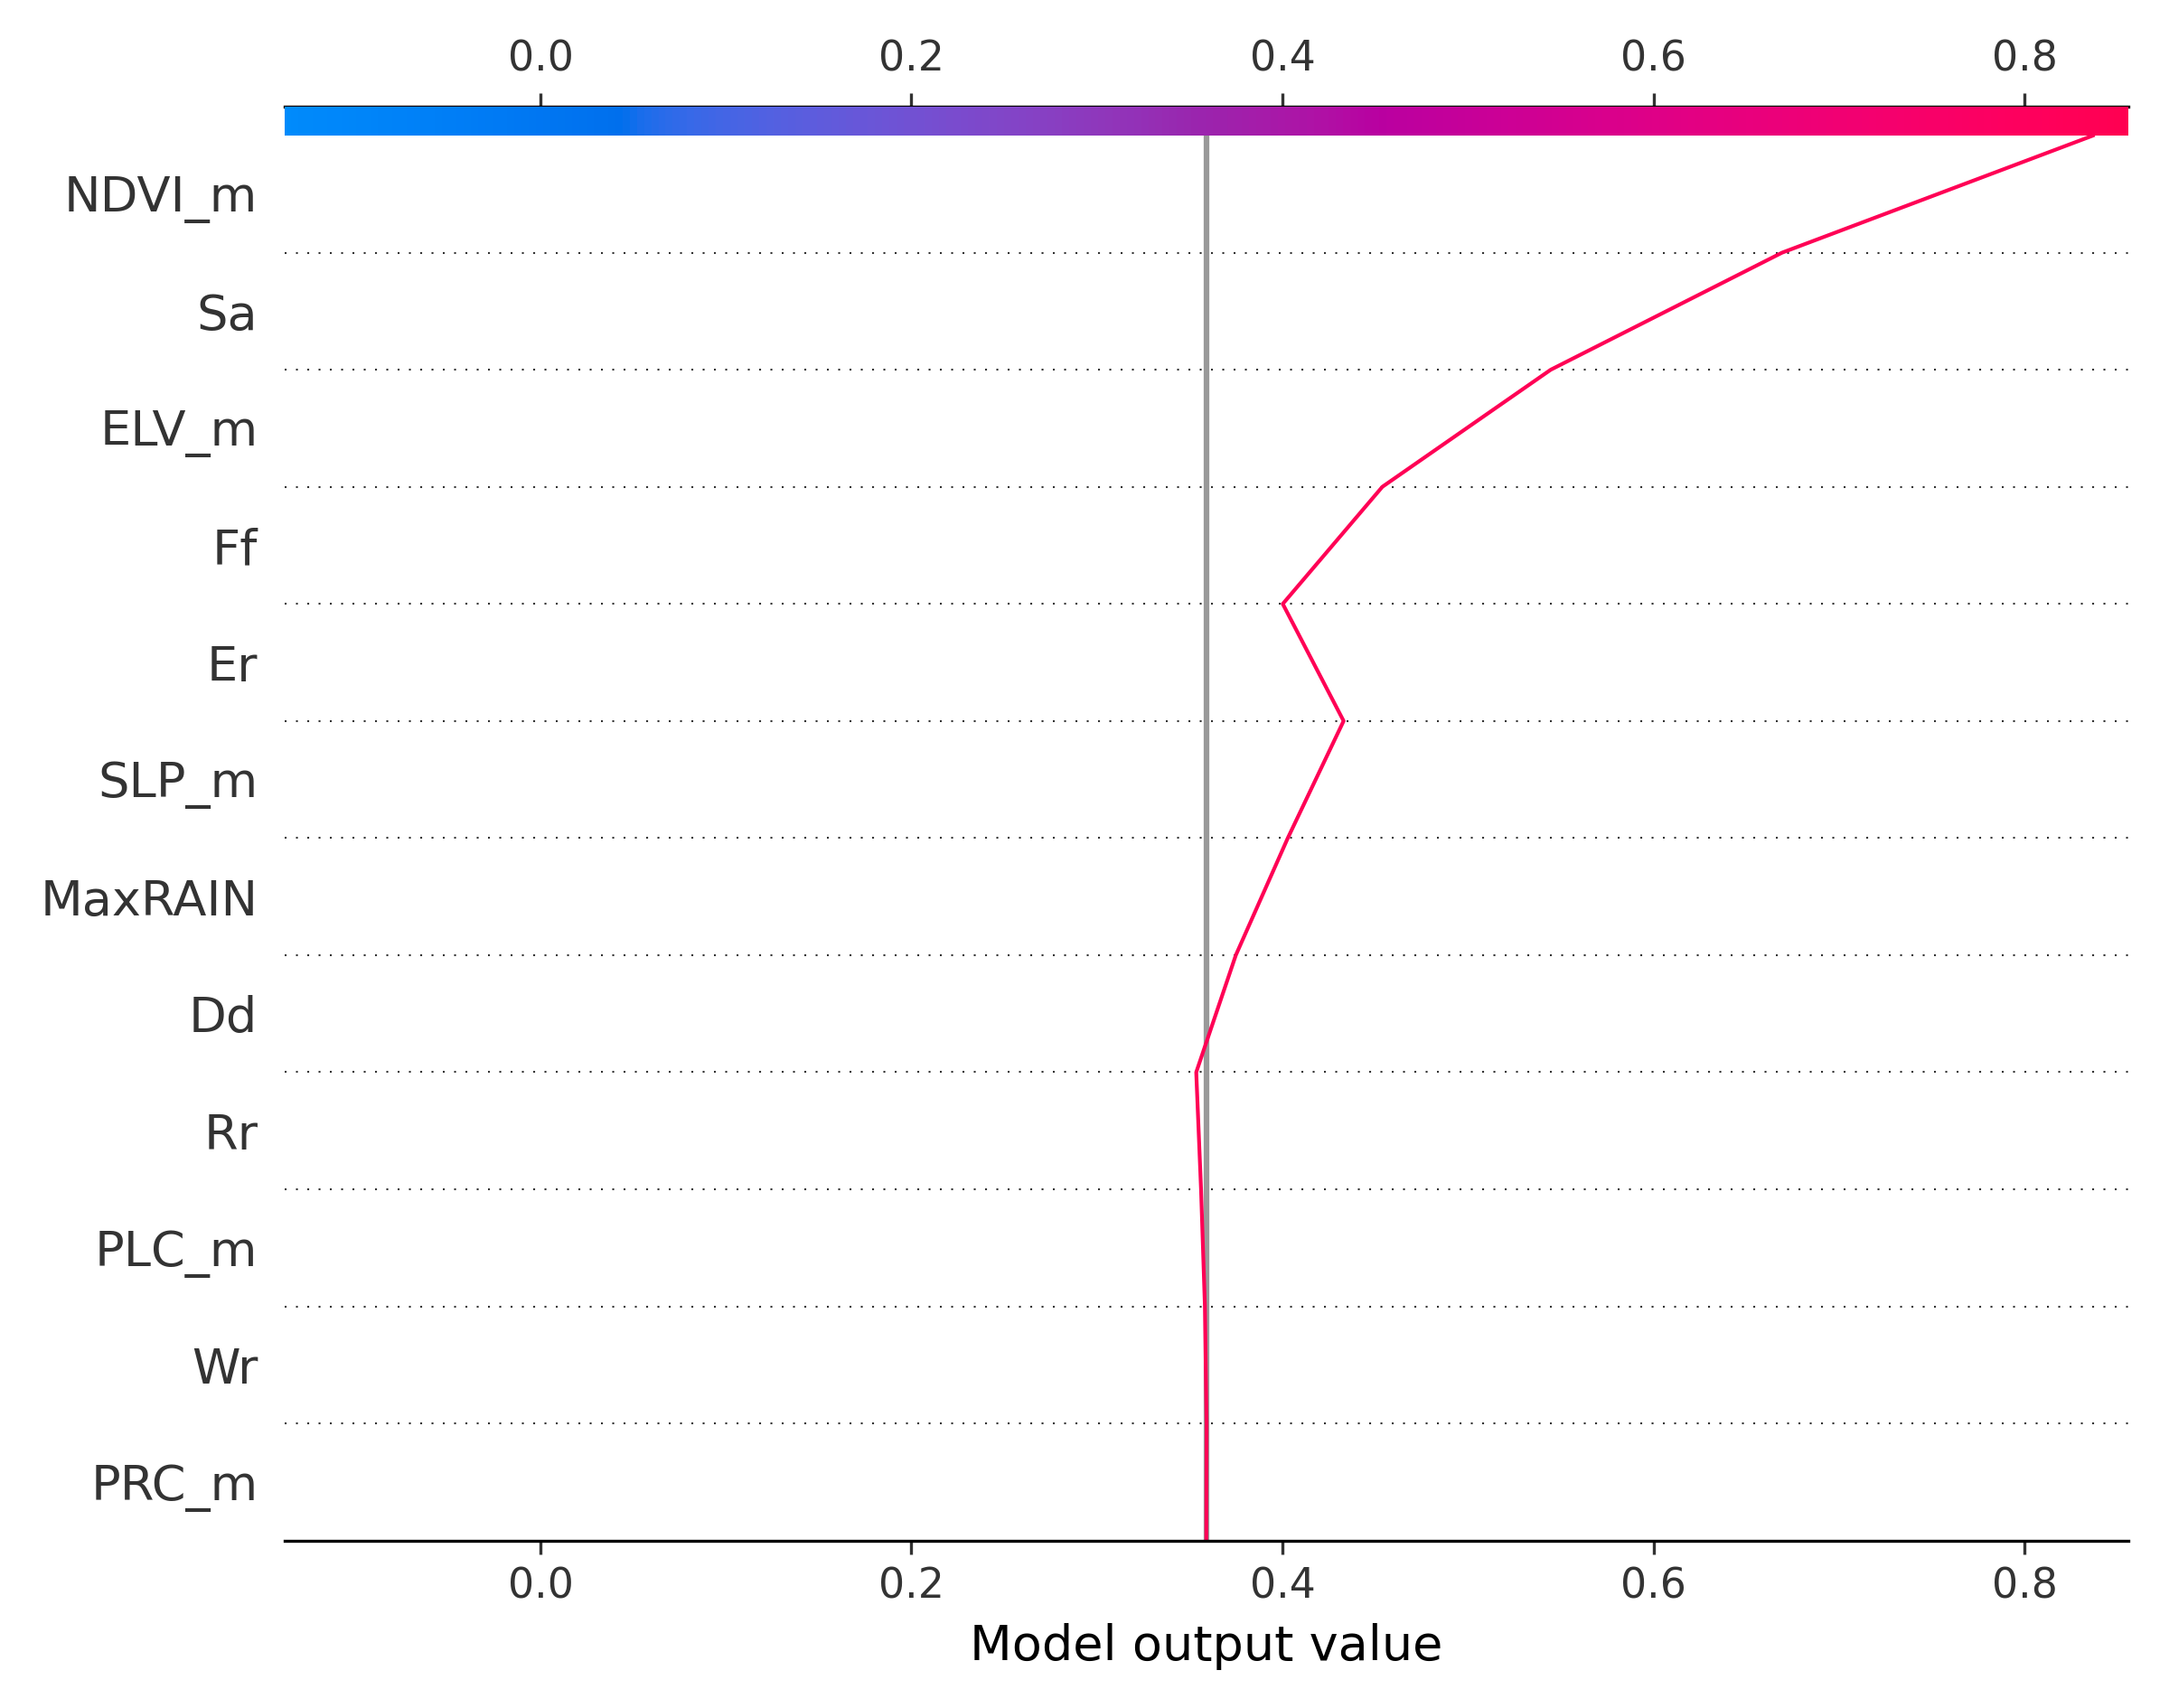 0.0 0.2 0.4 0.6 0.8
NDVI_m
Sa
ELV_m
Ff
Er
SLP_m
MaxRAIN
Dd
Rr
PLC_m
Wr
PRC_m
0.0 0.2 0.4 0.6 0.8
Model output value